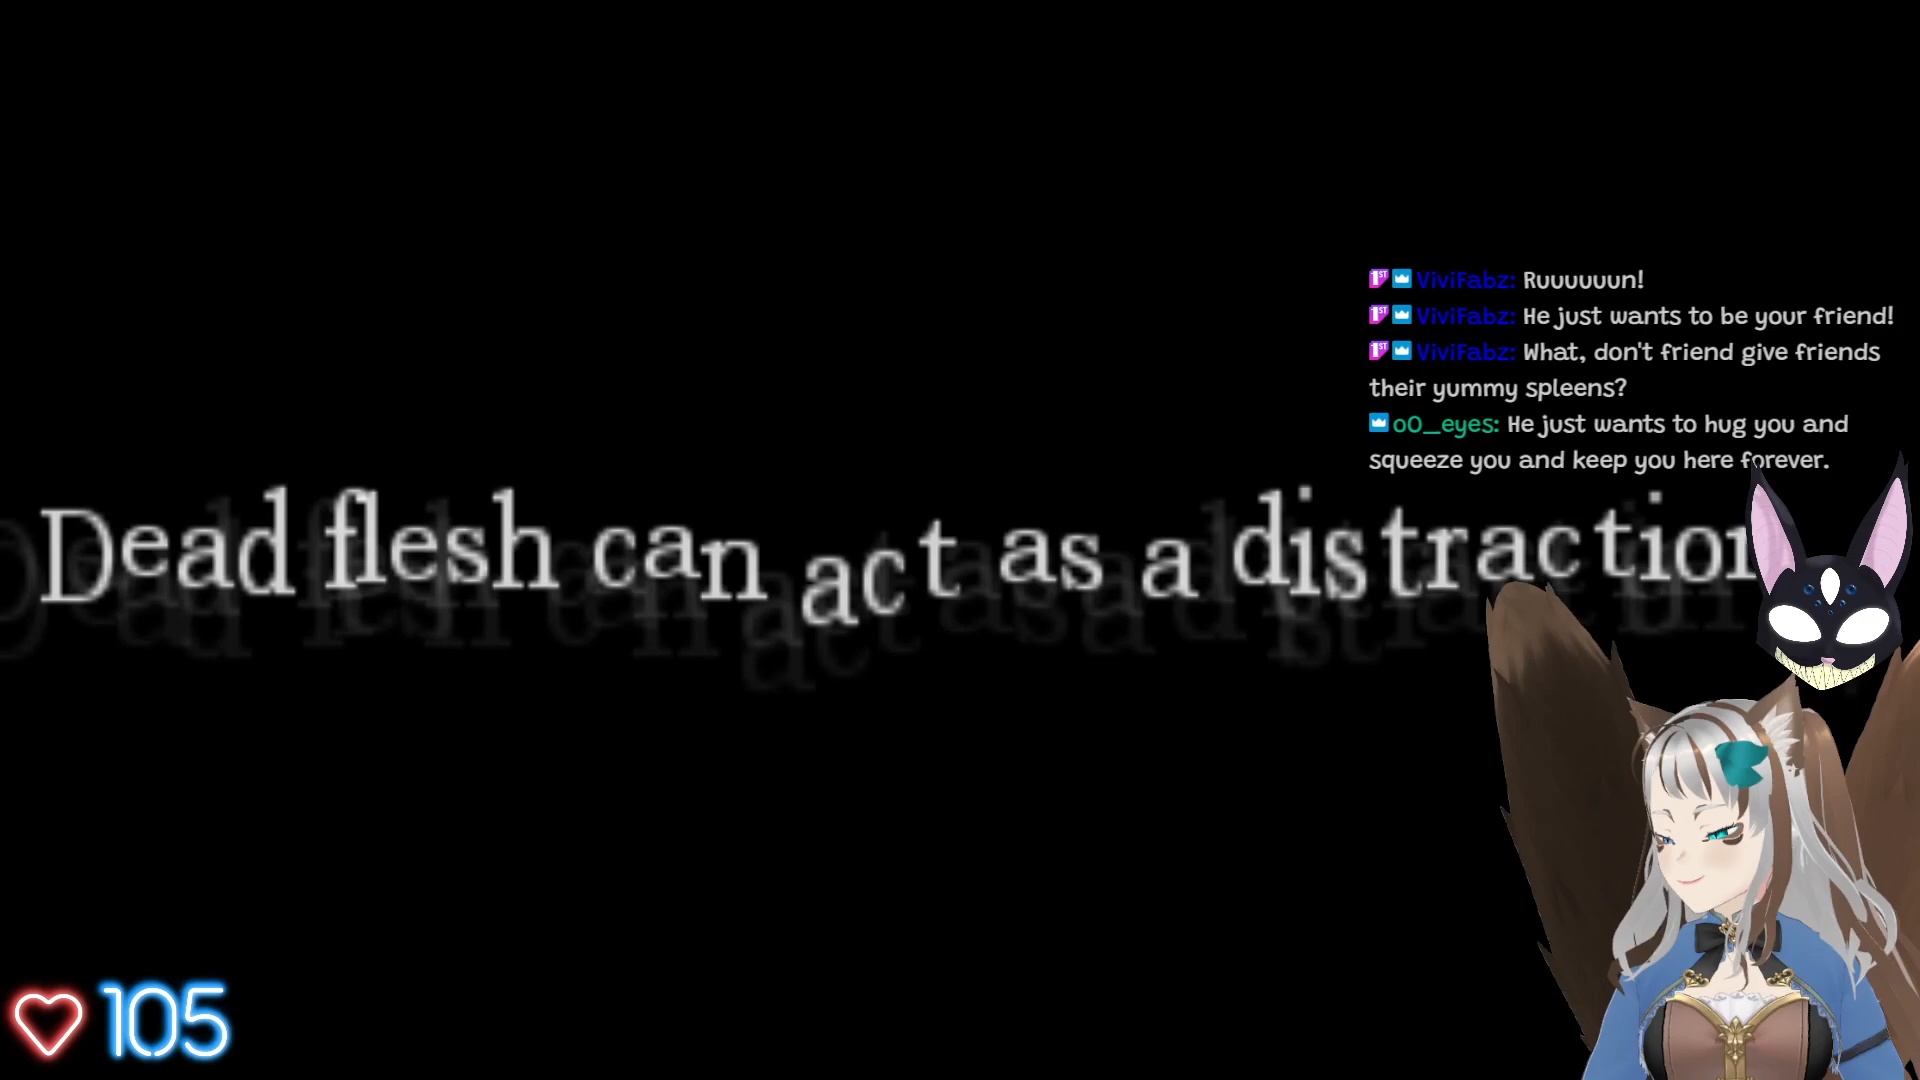 ViviFabz: Ruuuuuun!
ViviFabz: He just wants to be your friend!
ViviFabz: What, don't friend give friends
their yummy spleens?
oO_eyes: He just wants to hug you and
squeeze you and keep you here forever.
Dead flesh can act as a distraction
105